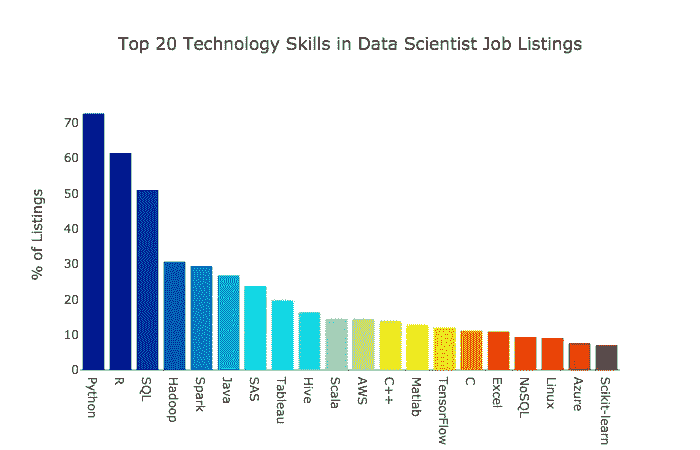 Top 20 Technology Skills in Data Scientist Job Listings
% of Listings
70
60
50
40
30
20
10
0
Python
R
SQL
Hadoop
Spark
Java
SAS
Tableau
Hive
Scala
AWS
C++
Matlab
TensorFlow
C
Excel
NoSQL
Linux
Azure
Scikit-learn